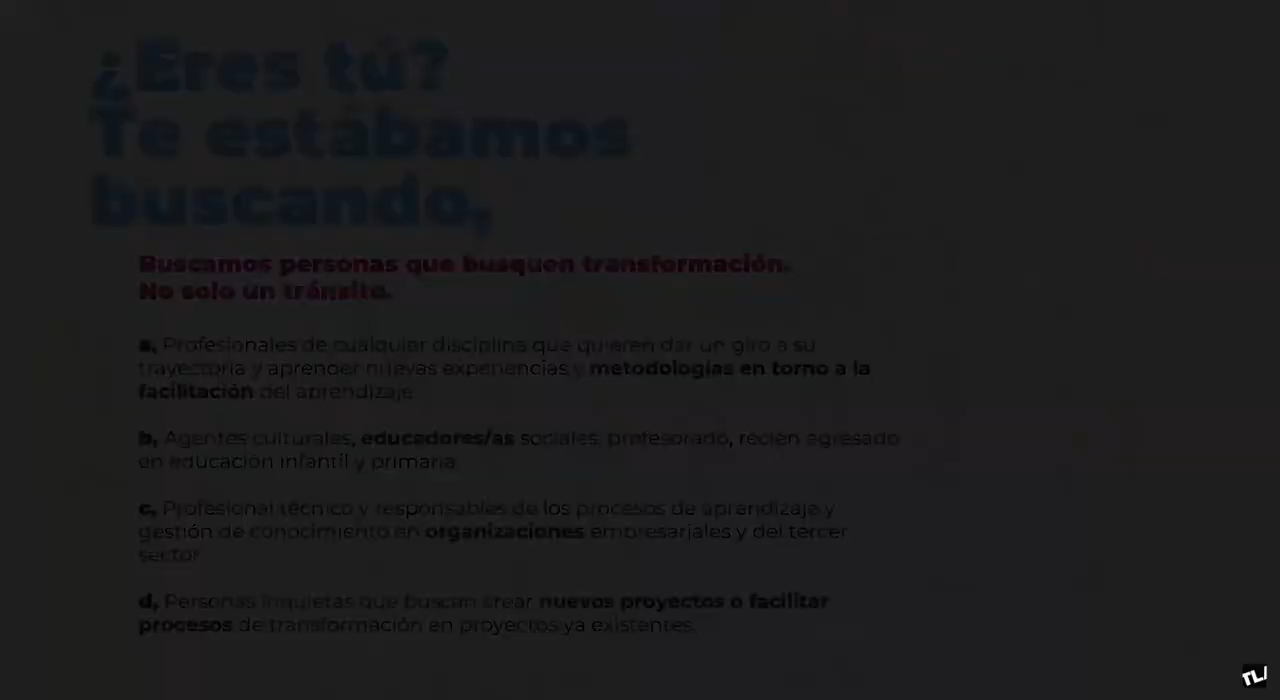 ¿Eres tú?
Te estábamos
buscando,
Buscamos personas que busquen transformación.
No solo un tránsito.
a, Profesionales de cualquier disciplina que quieren dar un giro a su
trayectoria y aprender nuevas experiencias y metodologías en torno a la
facilitación del aprendizaje.
b, Agentes culturales, educadores/as sociales, profesorado, recién egresado
en educación infantil y primaria.
c, Profesional técnico y responsables de los procesos de aprendizaje y
gestión de conocimiento en organizaciones empresariales y del tercer
sector.
d, Personas inquietas que buscan crear nuevos proyectos o facilitar
procesos de transformación en proyectos ya existentes.